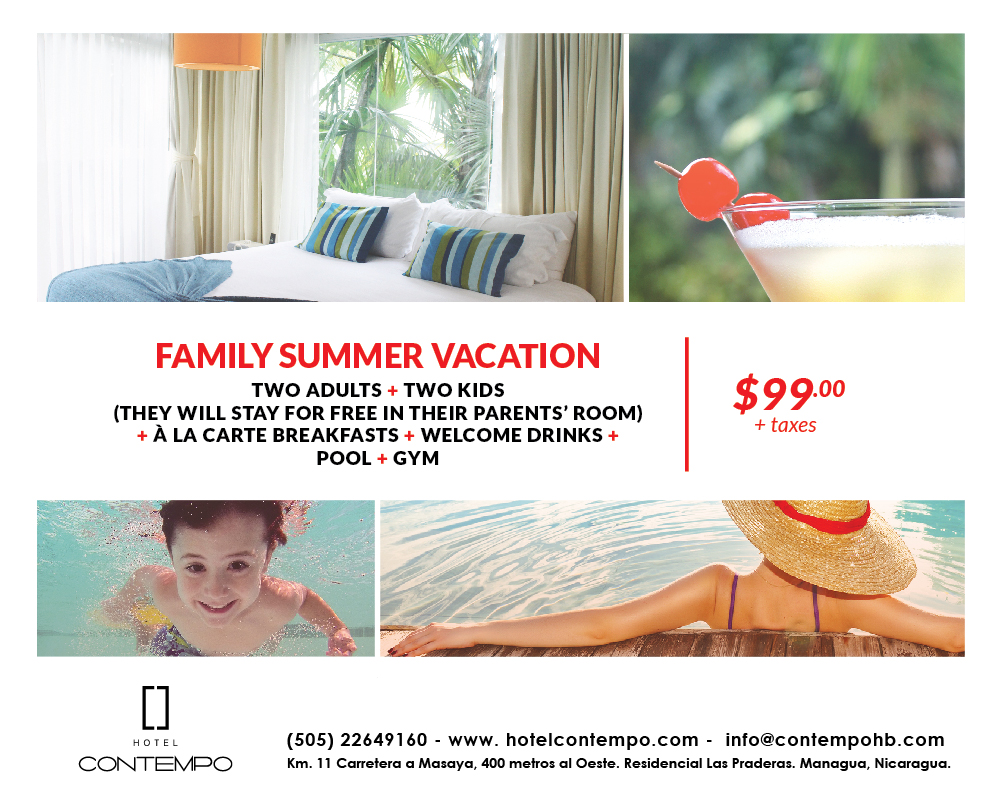 FAMILY SUMMER VACATION
TWO ADULTS + TWO KIDS
(THEY WILL STAY FOR FREE IN THEIR PARENTS' ROOM)
+ À LA CARTE BREAKFASTS + WELCOME DRINKS +
POOL + GYM
$99.00
+ taxes
HOTEL
CONTEMPO
(505) 22649160 - www. hotelcontempo.com - info@contempohb.com
Km. 11 Carretera a Masaya, 400 metros al Oeste. Residencial Las Praderas. Managua, Nicaragua.